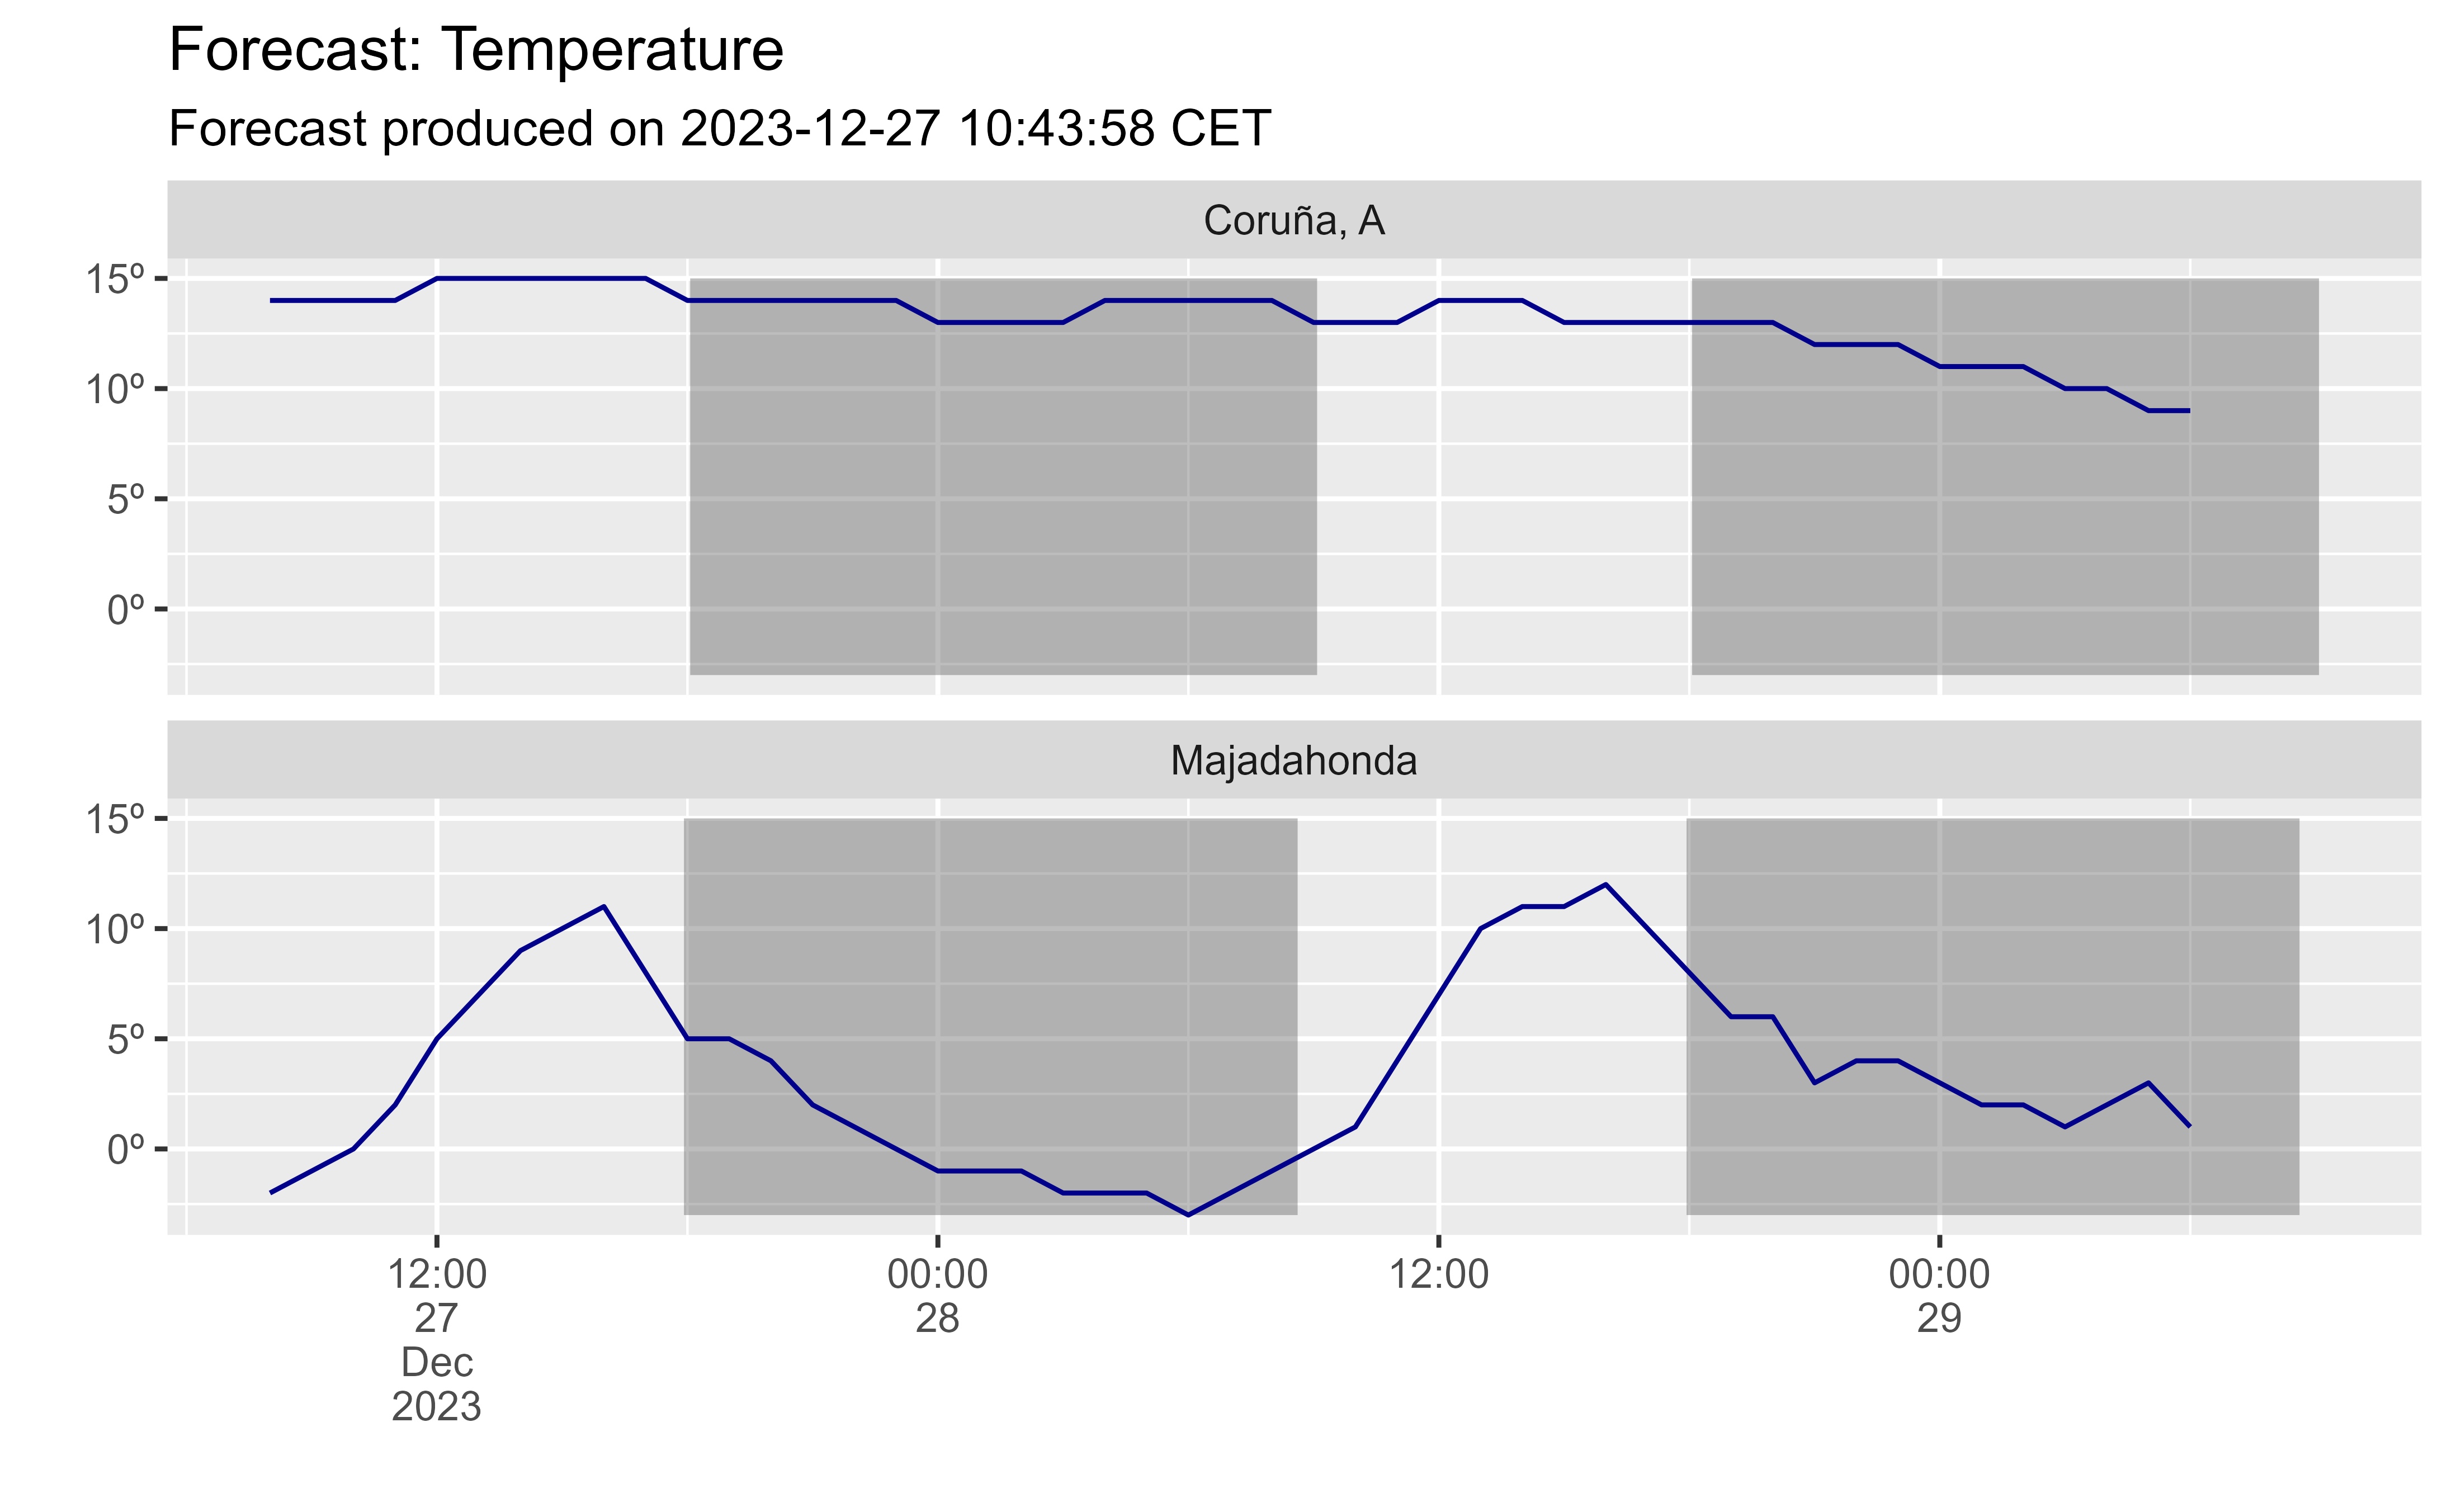 Forecast: Temperature
Forecast produced on 2023-12-27 10:43:58 CET
Coruña, A
15º
10º
5º
0º
Majadahonda
15º
10º
5º
0º
12:00 00:00 12:00 00:00
27 28 29
Dec
2023